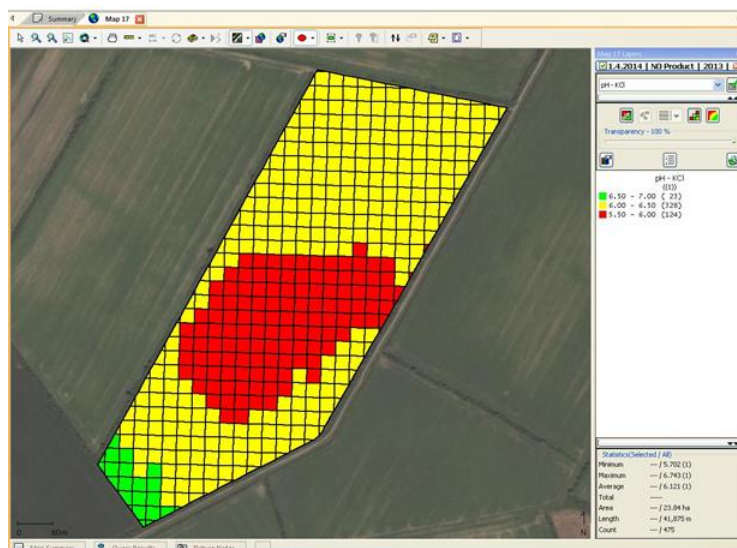 Summary Map 17
Map 17 Layers
1.4.2014 | NO Product | 2013 |
pH - KCl
Transparency - 100 %
pH - KCl
((1))
6.50 - 7.00 ( 23)
6.00 - 6.50 (328)
5.50 - 6.00 (124)
Statistics(Selected / All)
Minimum --- / 5.702 (1)
Maximum --- / 6.743 (1)
Average --- / 6.121 (1)
Total -----
Area --- / 23.84 ha
Length --- / 41,875 m
Count --- / 475
0 60m
N